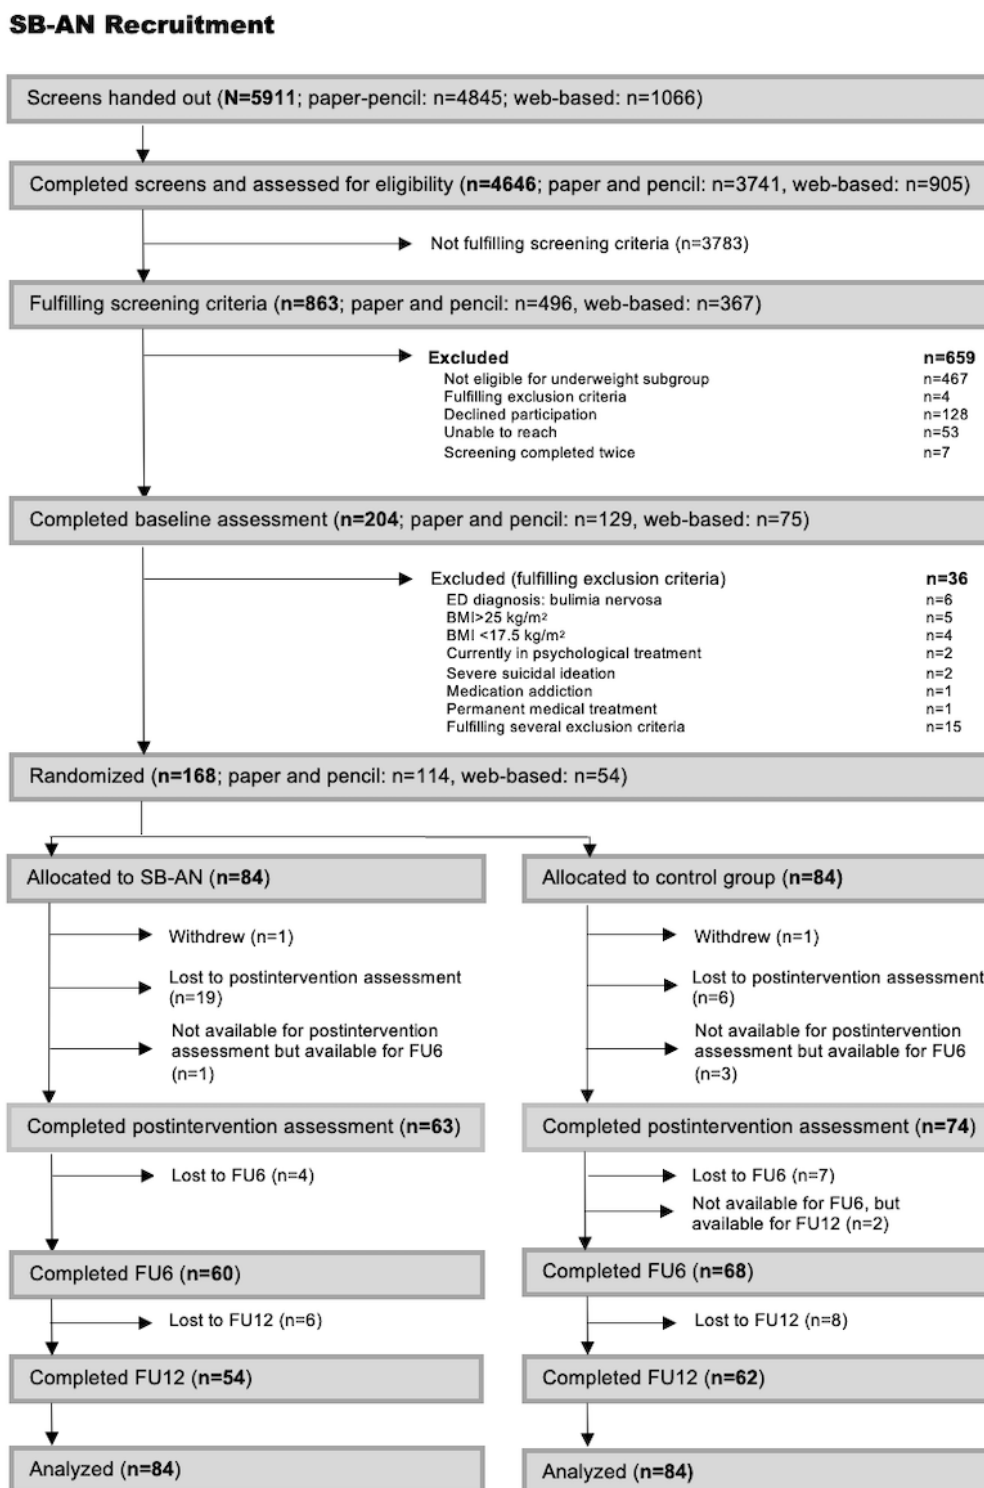 SB-AN Recruitment
Screens handed out (N=5911; paper-pencil: n=4845; web-based: n=1066)
Completed screens and assessed for eligibility (n=4646; paper and pencil: n=3741, web-based: n=905)
Not fulfilling screening criteria (n=3783)
Fulfilling screening criteria (n=863; paper and pencil: n=496, web-based: n=367)
Excluded n=659
Not eligible for underweight subgroup n=467
Fulfilling exclusion criteria n=4
Declined participation n=128
Unable to reach n=53
Screening completed twice n=7
Completed baseline assessment (n=204; paper and pencil: n=129, web-based: n=75)
Excluded (fulfilling exclusion criteria) n=36
ED diagnosis: bulimia nervosa n=6
BMI>25 kg/m² n=5
BMI <17.5 kg/m² n=4
Currently in psychological treatment n=2
Severe suicidal ideation n=2
Medication addiction n=1
Permanent medical treatment n=1
Fulfilling several exclusion criteria n=15
Randomized (n=168; paper and pencil: n=114, web-based: n=54)
Allocated to SB-AN (n=84)
Withdrew (n=1)
Lost to postintervention assessment
(n=19)
Not available for postintervention
assessment but available for FU6
(n=1)
Completed postintervention assessment (n=63)
Lost to FU6 (n=4)
Completed FU6 (n=60)
Lost to FU12 (n=6)
Completed FU12 (n=54)
Analyzed (n=84)
Allocated to control group (n=84)
Withdrew (n=1)
Lost to postintervention assessment
(n=6)
Not available for postintervention
assessment but available for FU6
(n=3)
Completed postintervention assessment (n=74)
Lost to FU6 (n=7)
Not available for FU6, but
available for FU12 (n=2)
Completed FU6 (n=68)
Lost to FU12 (n=8)
Completed FU12 (n=62)
Analyzed (n=84)